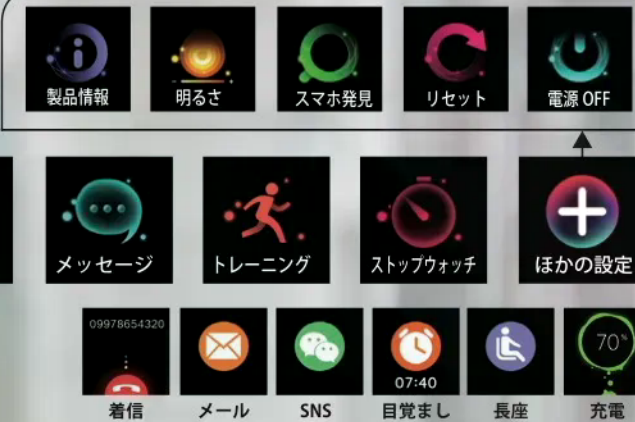 製品情報
明るさ
スマホ発見
リセット
電源 OFF
メッセージ
トレーニング
ストップウォッチ
ほかの設定
09978654320
07:40
70%
着信
メール
SNS
目覚まし
長座
充電